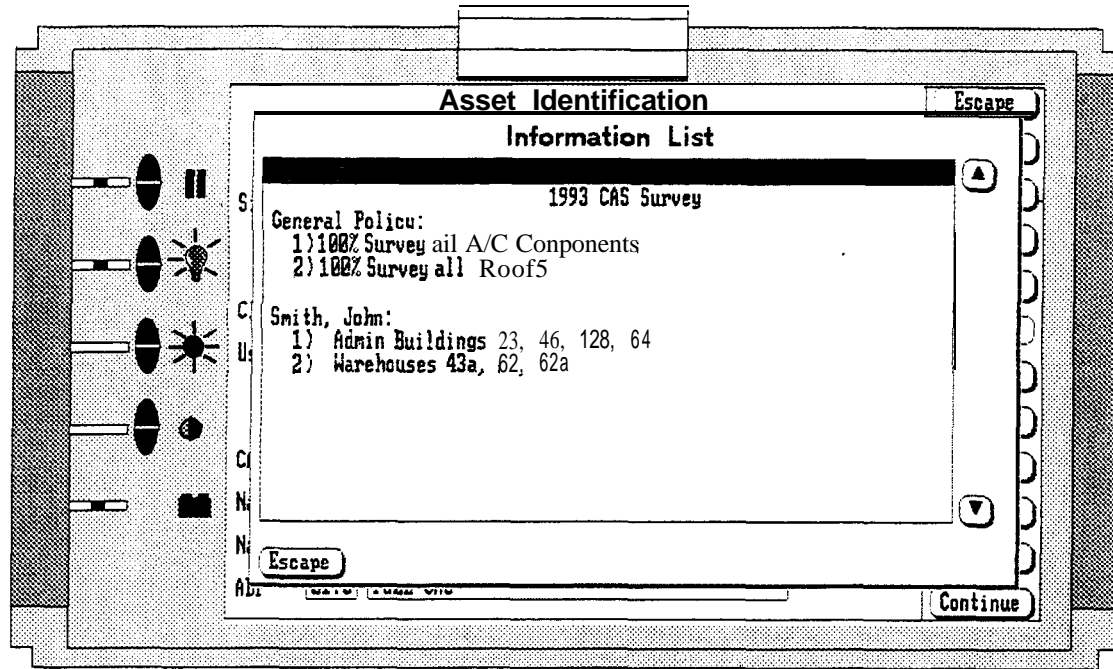 Asset Identification
Escape
Information List
1993 CAS Survey
General Policu:
1)100% Survey ail A/C Conponents
2)100% Survey all Roof5
Smith, John:
1) Admin Buildings 23, 46, 128, 64
2) Warehouses 43a, 62, 62a
Escape
Continue